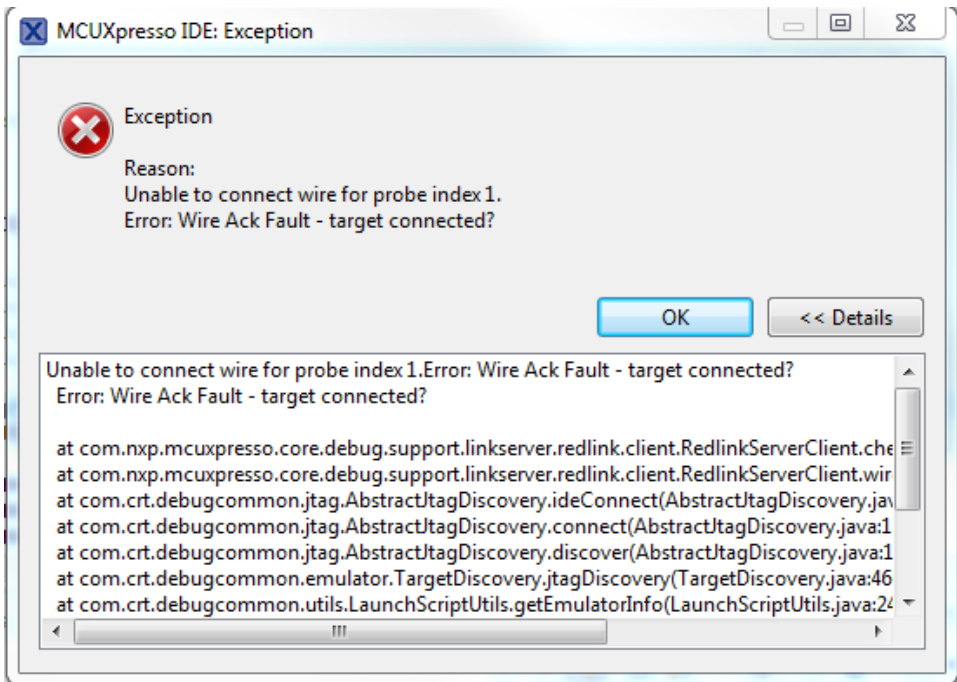 MCUXpresso IDE: Exception
Exception
Reason:
Unable to connect wire for probe index 1.
Error: Wire Ack Fault - target connected?
OK
<< Details
Unable to connect wire for probe index 1.Error: Wire Ack Fault - target connected?
Error: Wire Ack Fault - target connected?
at com.nxp.mcuxpresso.core.debug.support.linkserver.redlink.client.RedlinkServerClient.che
at com.nxp.mcuxpresso.core.debug.support.linkserver.redlink.client.RedlinkServerClient.wir
at com.crt.debugcommon.jtag.AbstractJtagDiscovery.ideConnect(AbstractJtagDiscovery.jav
at com.crt.debugcommon.jtag.AbstractJtagDiscovery.connect(AbstractJtagDiscovery.java:1
at com.crt.debugcommon.jtag.AbstractJtagDiscovery.discover(AbstractJtagDiscovery.java:1
at com.crt.debugcommon.emulator.TargetDiscovery.jtagDiscovery(TargetDiscovery.java:46
at com.crt.debugcommon.utils.LaunchScriptUtils.getEmulatorInfo(LaunchScriptUtils.java:24